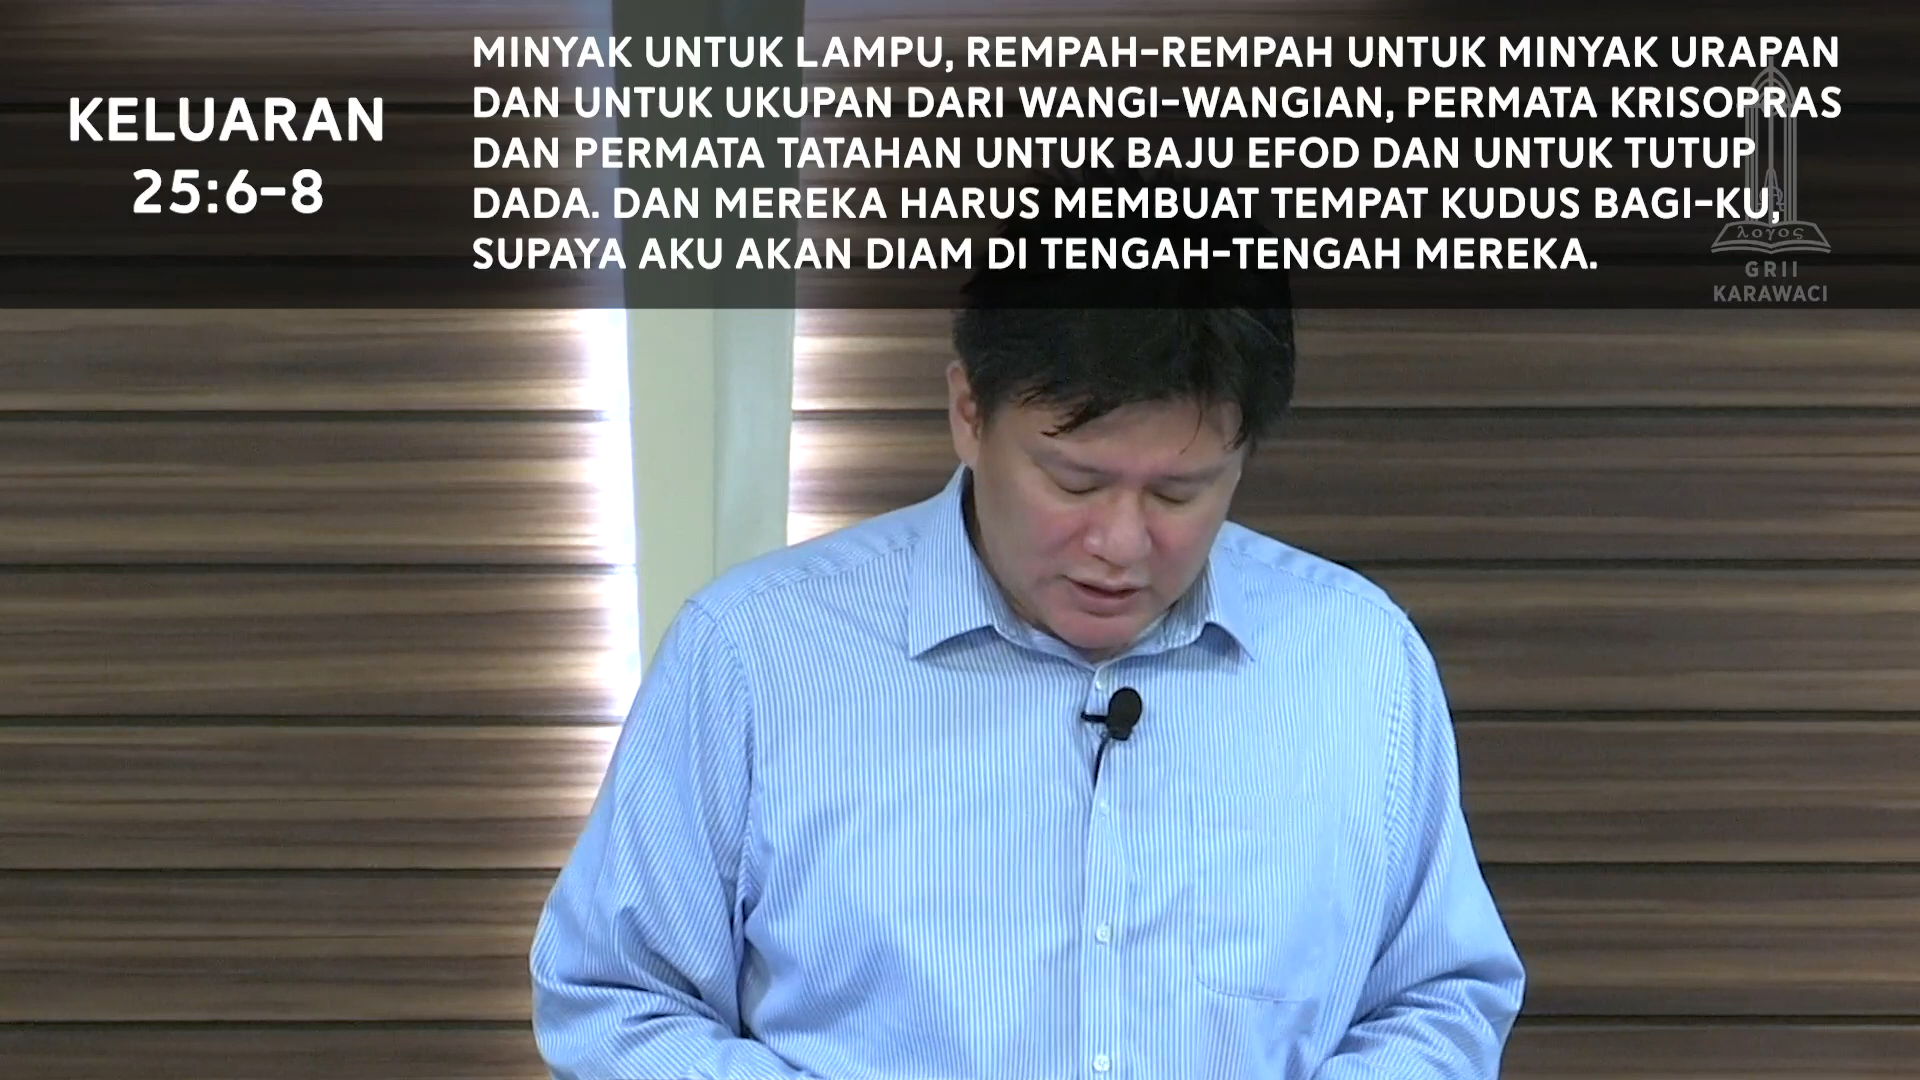 KELUARAN
25:6-8
MINYAK UNTUK LAMPU, REMPAH-REMPAH UNTUK MINYAK URAPAN
DAN UNTUK UKUPAN DARI WANGI-WANGIAN, PERMATA KRISOPRAS
DAN PERMATA TATAHAN UNTUK BAJU EFOD DAN UNTUK TUTUP
DADA. DAN MEREKA HARUS MEMBUAT TEMPAT KUDUS BAGI-KU,
SUPAYA AKU AKAN DIAM DI TENGAH-TENGAH MEREKA.
λογος
GRII
KARAWACI